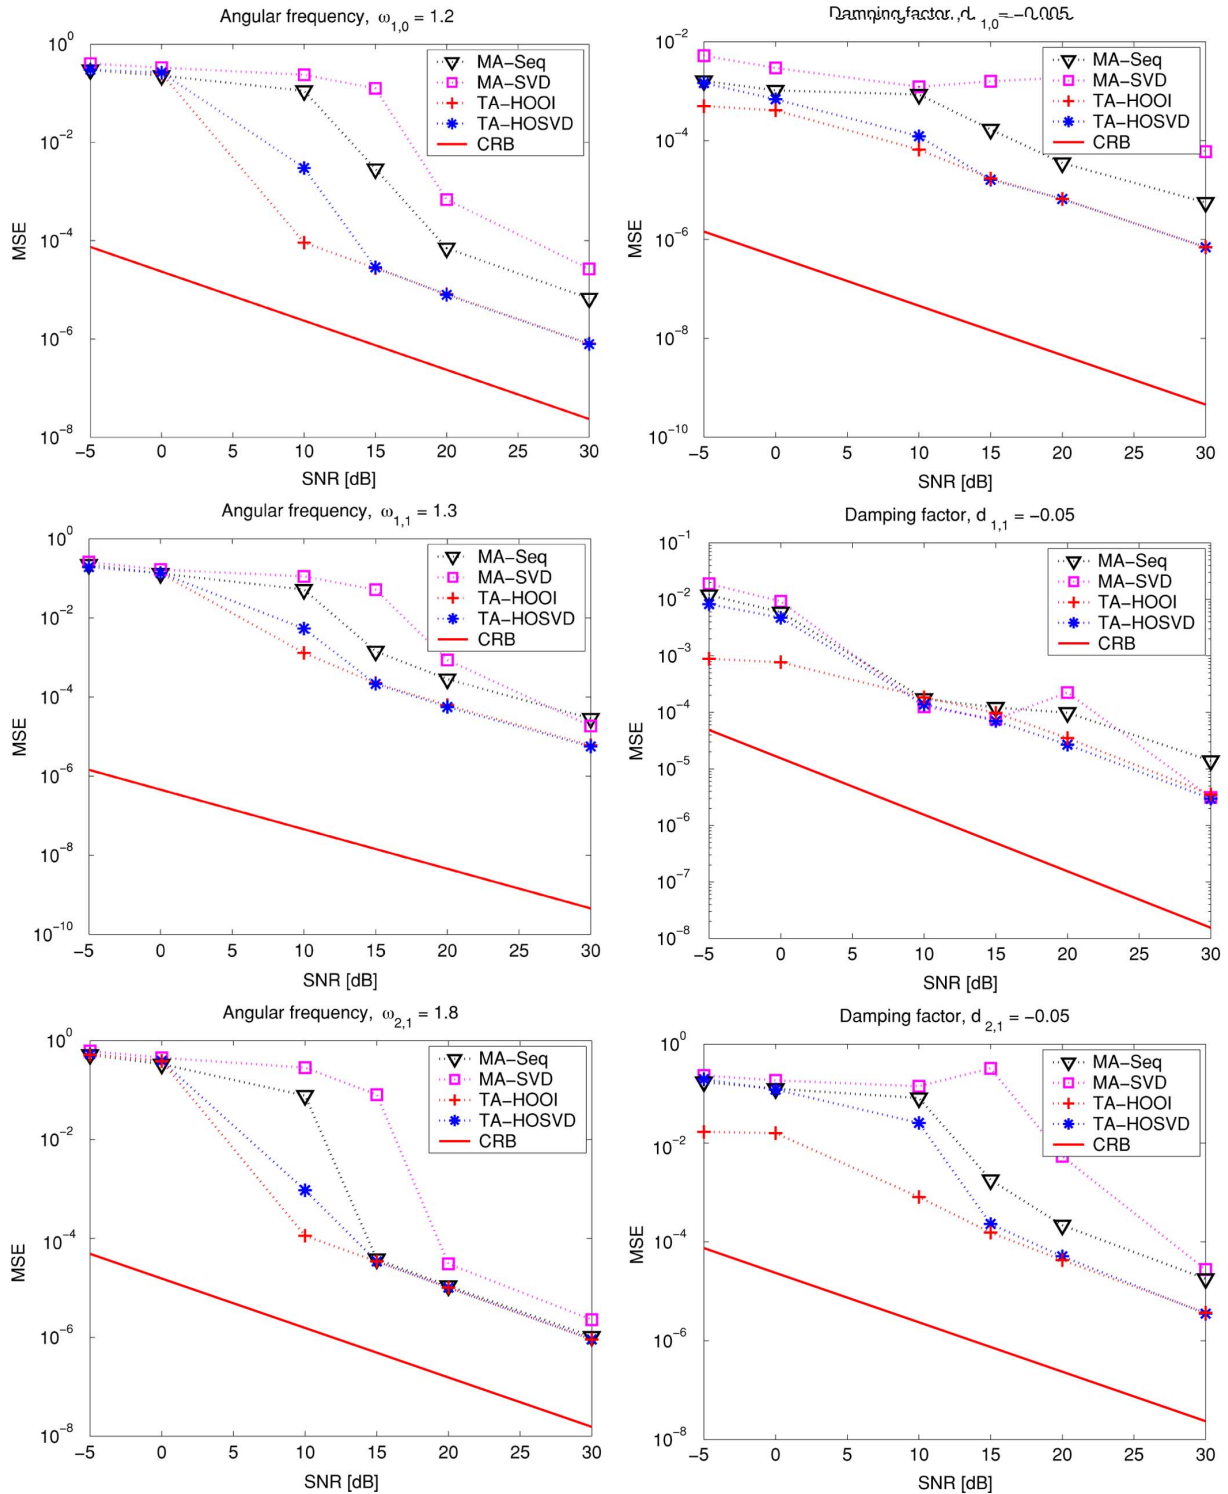 Angular frequency, ω1,0 = 1.2
10^0
10^−2
10^−4
10^−6
10^−8
MSE
−5 0 5 10 15 20 25 30
SNR [dB]
MA−Seq
MA−SVD
TA−HOOI
TA−HOSVD
CRB
Damping factor, d1,0 = −0.005
10^−2
10^−4
10^−6
10^−8
10^−10
MSE
−5 0 5 10 15 20 25 30
SNR [dB]
MA−Seq
MA−SVD
TA−HOOI
TA−HOSVD
CRB
Angular frequency, ω1,1 = 1.3
10^0
10^−2
10^−4
10^−6
10^−8
10^−10
MSE
−5 0 5 10 15 20 25 30
SNR [dB]
MA−Seq
MA−SVD
TA−HOOI
TA−HOSVD
CRB
Damping factor, d1,1 = −0.05
10^−1
10^−2
10^−3
10^−4
10^−5
10^−6
10^−7
10^−8
MSE
−5 0 5 10 15 20 25 30
SNR [dB]
MA−Seq
MA−SVD
TA−HOOI
TA−HOSVD
CRB
Angular frequency, ω2,1 = 1.8
10^0
10^−2
10^−4
10^−6
10^−8
MSE
−5 0 5 10 15 20 25 30
SNR [dB]
MA−Seq
MA−SVD
TA−HOOI
TA−HOSVD
CRB
Damping factor, d2,1 = −0.05
10^0
10^−2
10^−4
10^−6
10^−8
MSE
−5 0 5 10 15 20 25 30
SNR [dB]
MA−Seq
MA−SVD
TA−HOOI
TA−HOSVD
CRB